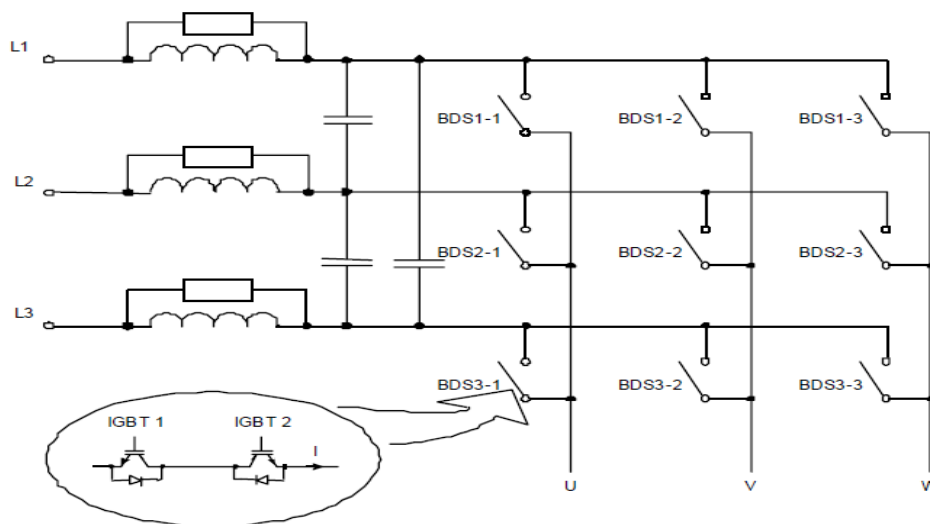 L1
BDS1-1 BDS1-2 BDS1-3
L2
BDS2-1 BDS2-2 BDS2-3
L3
BDS3-1 BDS3-2 BDS3-3
IGBT 1 IGBT 2
I
U V W